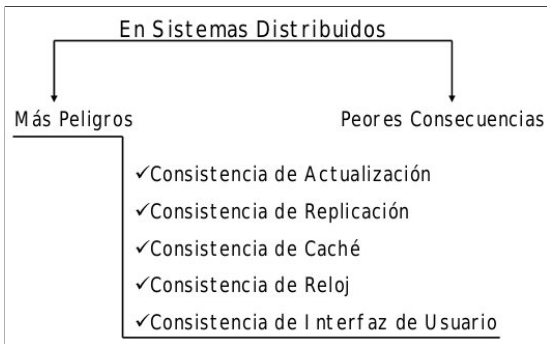 En Sistemas Distribuidos
Más Peligros
Peores Consecuencias
✓Consistencia de Actualización
✓Consistencia de Replicación
✓Consistencia de Caché
✓Consistencia de Reloj
✓Consistencia de Interfaz de Usuario